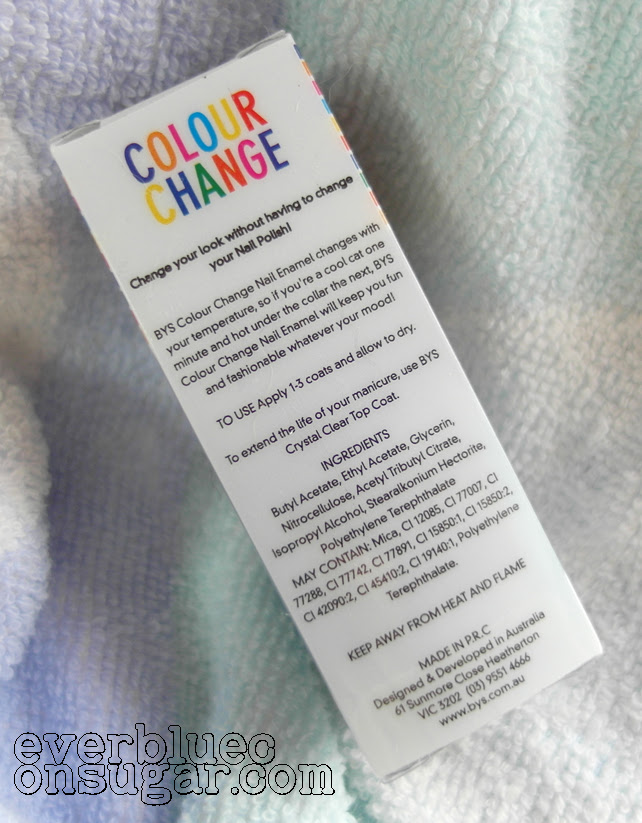 COLOUR
CHANGE
Change your look without having to change
your Nail Polish!
BYS Colour Change Nail Enamel changes with
your temperature, so if you're a cool cat one
minute and hot under the collar the next, BYS
Colour Change Nail Enamel will keep you fun
and fashionable whatever your mood!
TO USE Apply 1-3 coats and allow to dry.
To extend the life of your manicure, use BYS
Crystal Clear Top Coat.
INGREDIENTS
Butyl Acetate, Ethyl Acetate, Glycerin,
Nitrocellulose, Acetyl Tributyl Citrate,
Isopropyl Alcohol, Stearalkonium Hectorite,
Polyethylene Terephthalate
MAY CONTAIN: Mica, CI 12085, CI 77007, CI
77288, CI 77742, CI 77891, CI 15850:1, CI 15850:2,
CI 42090:2, CI 45410:2, CI 19140:1, Polyethylene
Terephthalate.
KEEP AWAY FROM HEAT AND FLAME
MADE IN P.R.C
Designed & Developed in Australia
61 Sunmore Close Heatherton
VIC 3202 (03) 9551 4666
www.bys.com.au
everbluec
onsugar.com